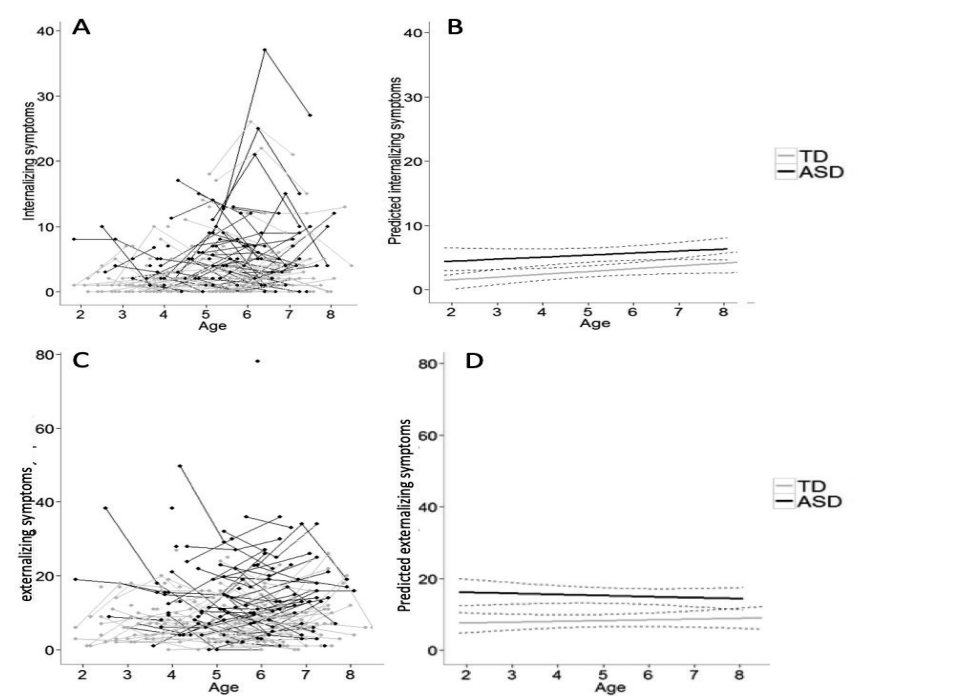 A
40
30
20
10
0
Internalizing symptoms
2 3 4 5 6 7 8
Age
B
40
30
20
10
0
Predicted internalizing symptoms
2 3 4 5 6 7 8
Age
TD
ASD
C
80
60
40
20
0
externalizing symptoms
2 3 4 5 6 7 8
Age
D
80
60
40
20
0
Predicted externalizing symptoms
2 3 4 5 6 7 8
Age
TD
ASD